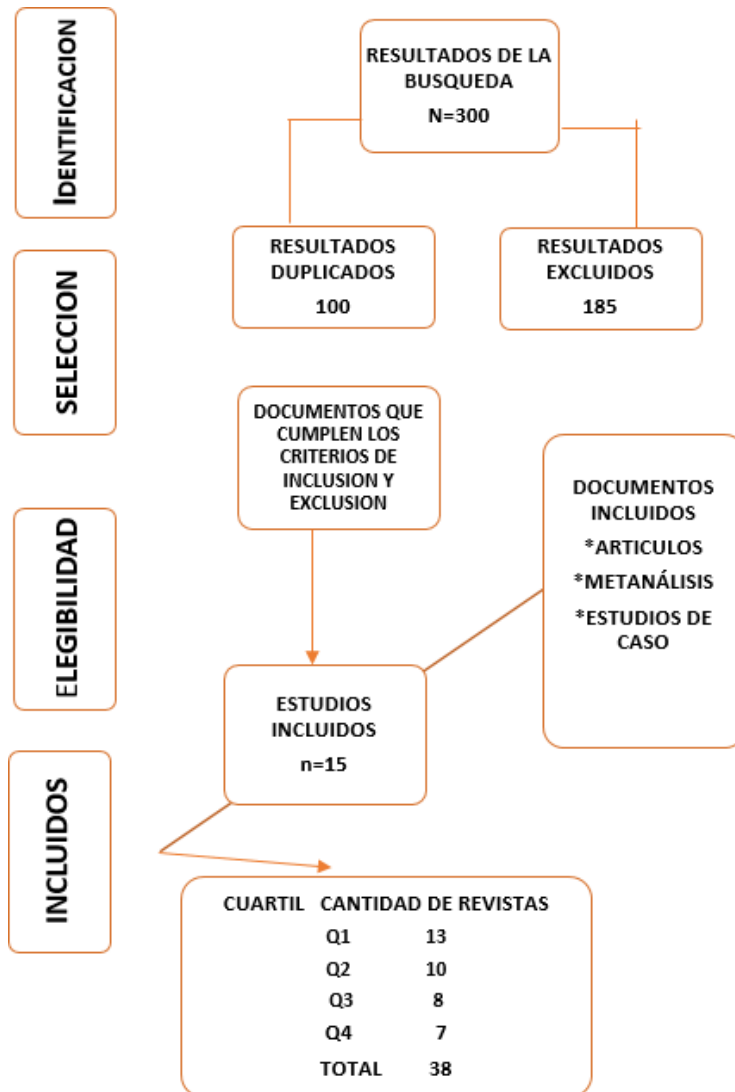 IDENTIFICACION
RESULTADOS DE LA
BUSQUEDA
N=300
SELECCION
RESULTADOS
DUPLICADOS
100
RESULTADOS
EXCLUIDOS
185
DOCUMENTOS QUE
CUMPLEN LOS
CRITERIOS DE
INCLUSION Y
EXCLUSION
ELEGIBILIDAD
DOCUMENTOS
INCLUIDOS
*ARTICULOS
*METANÁLISIS
*ESTUDIOS DE
CASO
ESTUDIOS
INCLUIDOS
n=15
INCLUIDOS
CUARTIL CANTIDAD DE REVISTAS
Q1 13
Q2 10
Q3 8
Q4 7
TOTAL 38